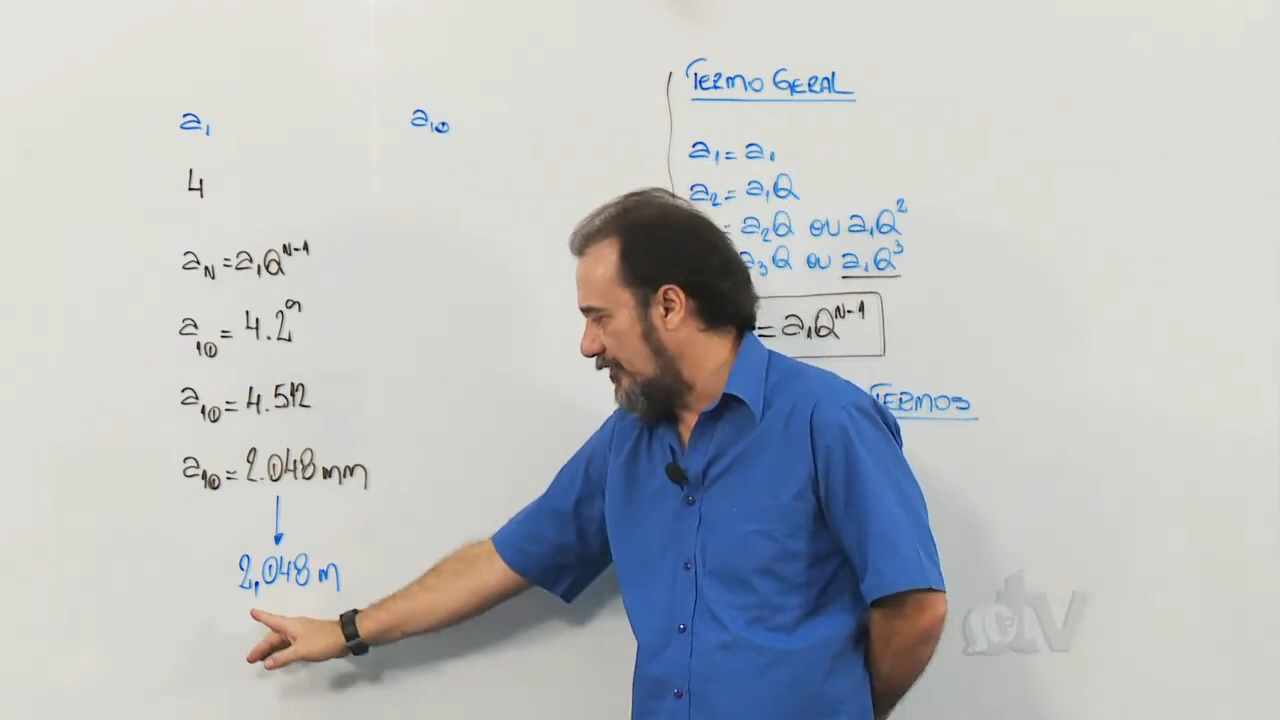 a₁ a₁₀
4
aN = a₁Q^N-1
a₁₀ = 4.2⁹
a₁₀ = 4.512
a₁₀ = 2.048 mm
2,048 m
TERMO GERAL
a₁ = a₁
a₂ = a₁Q
= a₂Q OU a₁Q²
a₃Q OU a₁Q³
= a₁Q^N-1
TERMOS